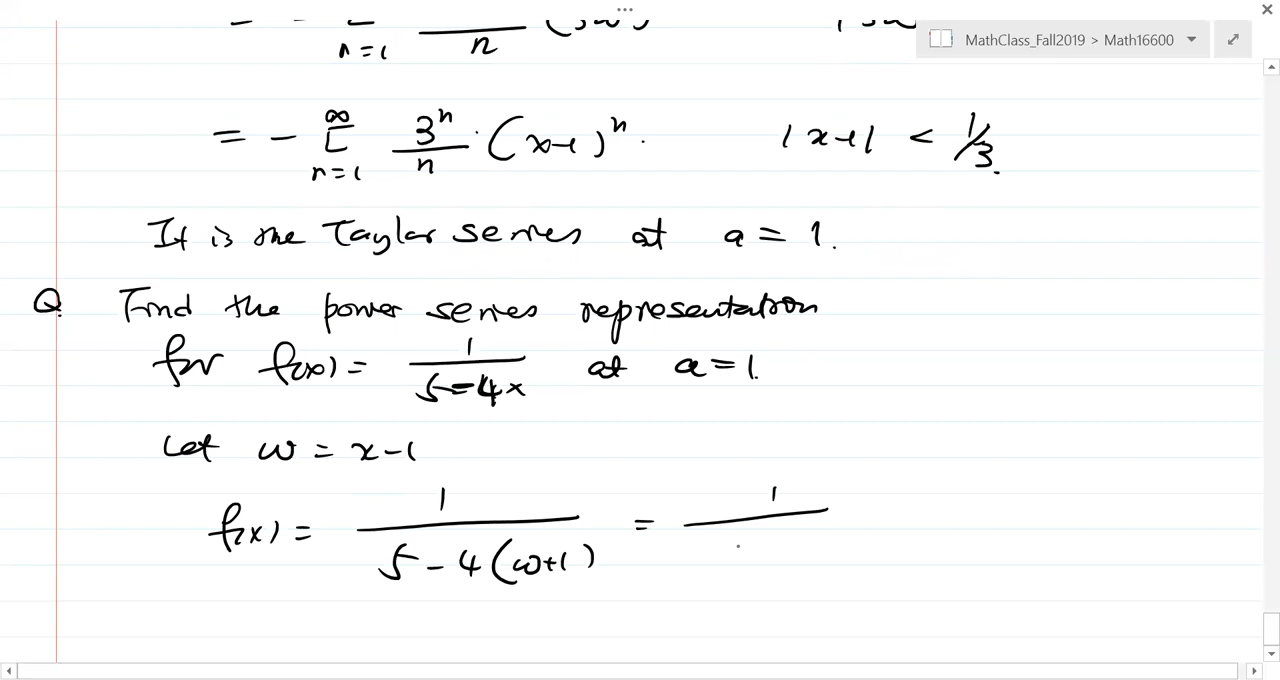 MathClass_Fall2019 > Math16600
n=1 n
= - ∑ 3^n/n · (x-1)^n. |x-1| < 1/3.
n=1 ∞
It is the Taylor series at a = 1.
Q. Find the power series representation
for f(x) = 1/(5-4x) at a=1.
Let w = x-1
f(x) = 1/(5-4(w+1)) = 1